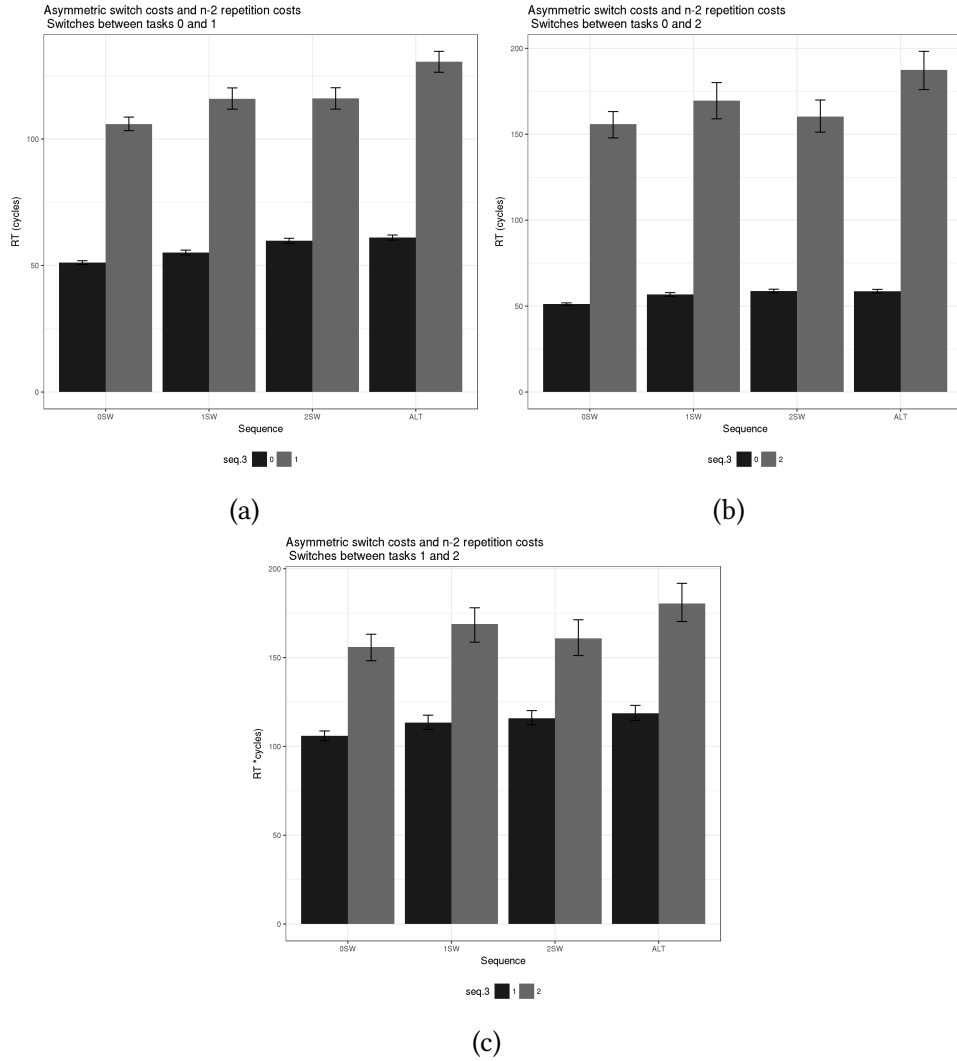 Asymmetric switch costs and n-2 repetition costs
Switches between tasks 0 and 1
RT (cycles)
100
50
0
0SW 1SW 2SW ALT
Sequence
seq.3 0 1
(a)
Asymmetric switch costs and n-2 repetition costs
Switches between tasks 0 and 2
RT (cycles)
200
150
100
50
0
0SW 1SW 2SW ALT
Sequence
seq.3 0 2
(b)
Asymmetric switch costs and n-2 repetition costs
Switches between tasks 1 and 2
RT *cycles)
200
150
100
50
0
0SW 1SW 2SW ALT
Sequence
seq.3 1 2
(c)